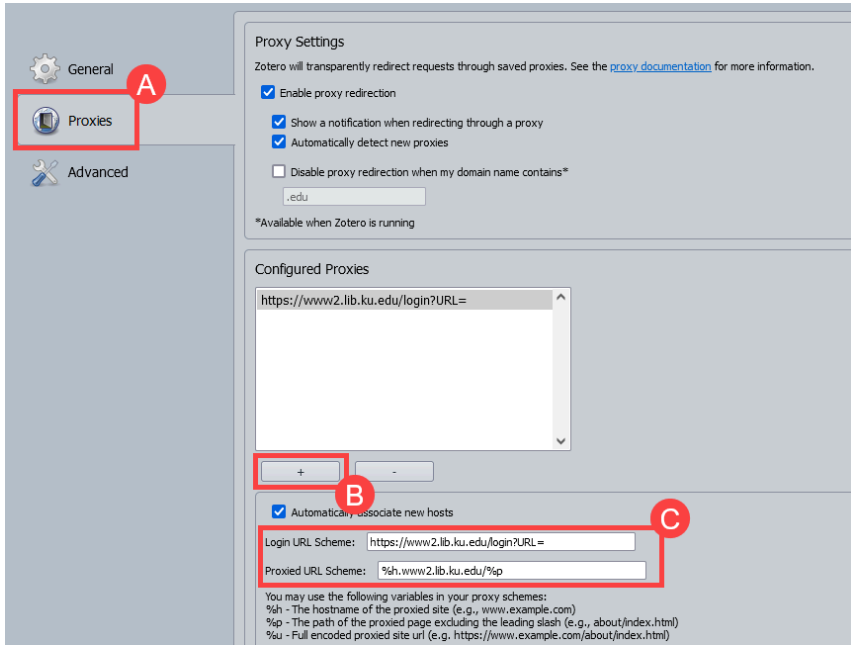 General
A
Proxies
Advanced
Proxy Settings
Zotero will transparently redirect requests through saved proxies. See the proxy documentation for more information.
Enable proxy redirection
Show a notification when redirecting through a proxy
Automatically detect new proxies
Disable proxy redirection when my domain name contains*
.edu
*Available when Zotero is running
Configured Proxies
https://www2.lib.ku.edu/login?URL=
+ -
B
Automatically associate new hosts
C
Login URL Scheme: https://www2.lib.ku.edu/login?URL=
Proxied URL Scheme: %h.www2.lib.ku.edu/%p
You may use the following variables in your proxy schemes:
%h - The hostname of the proxied site (e.g., www.example.com)
%p - The path of the proxied page excluding the leading slash (e.g., about/index.html)
%u - Full encoded proxied site url (e.g. https://www.example.com/about/index.html)